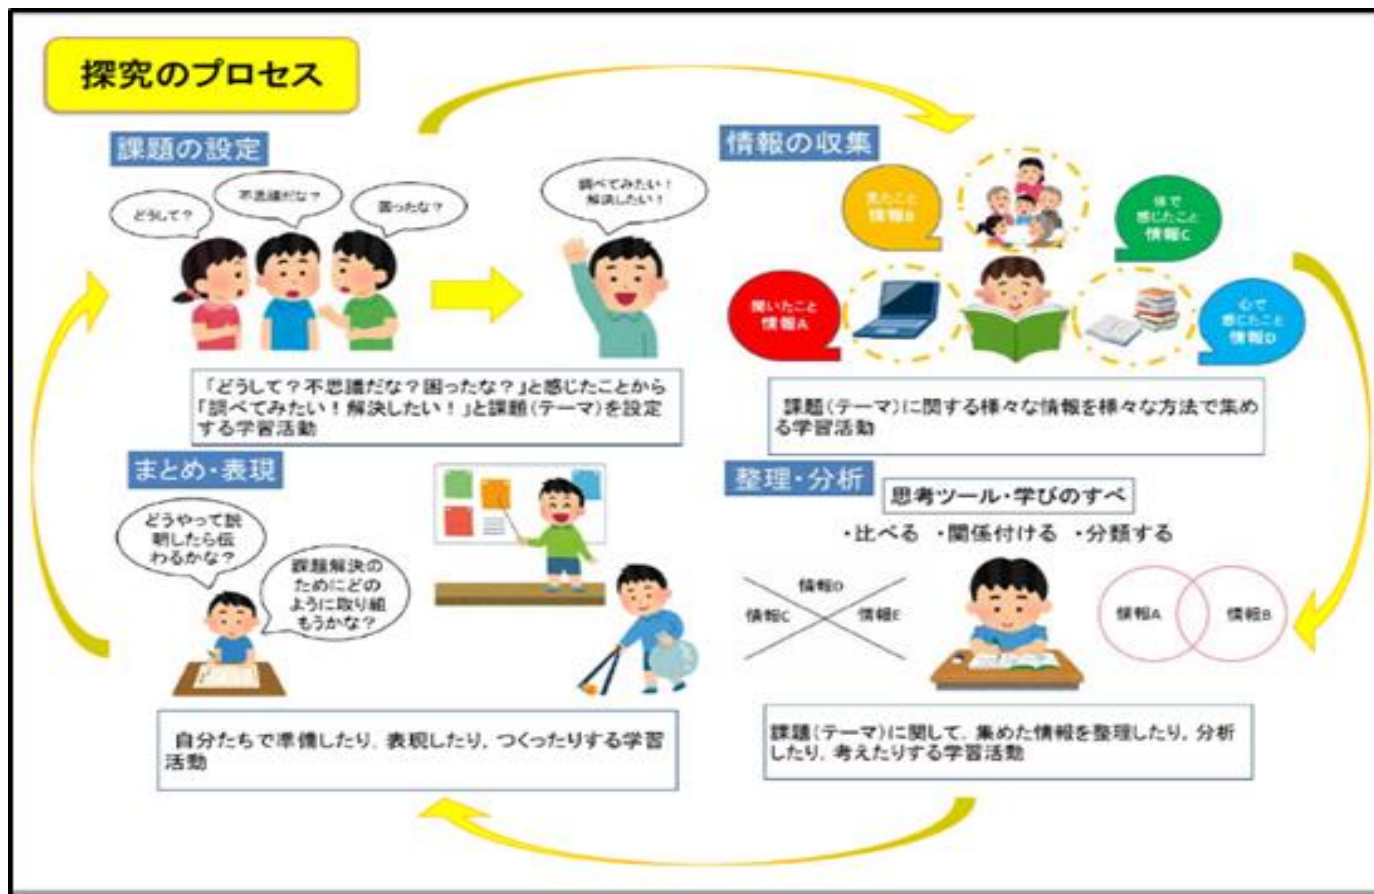 探究のプロセス
課題の設定
どうして?
不思議だな?
困ったな?
調べてみたい!
解決したい!
「どうして?不思議だな?困ったな?」と感じたことから
「調べてみたい!解決したい!」と課題(テーマ)を設定
する学習活動
情報の収集
見たこと
情報B
体で
感じたこと
情報C
聞いたこと
情報A
心で
感じたこと
情報D
課題(テーマ)に関する様々な情報を様々な方法で集め
る学習活動
まとめ・表現
どうやって説
明したら伝
わるかな?
課題解決の
ためにどの
ように取り組
もうかな?
自分たちで準備したり,表現したり,つくったりする学習
活動
整理・分析
思考ツール・学びのすべ
・比べる ・関係付ける ・分類する
情報D
情報C
情報E
情報A
情報B
課題(テーマ)に関して,集めた情報を整理したり,分析
したり,考えたりする学習活動